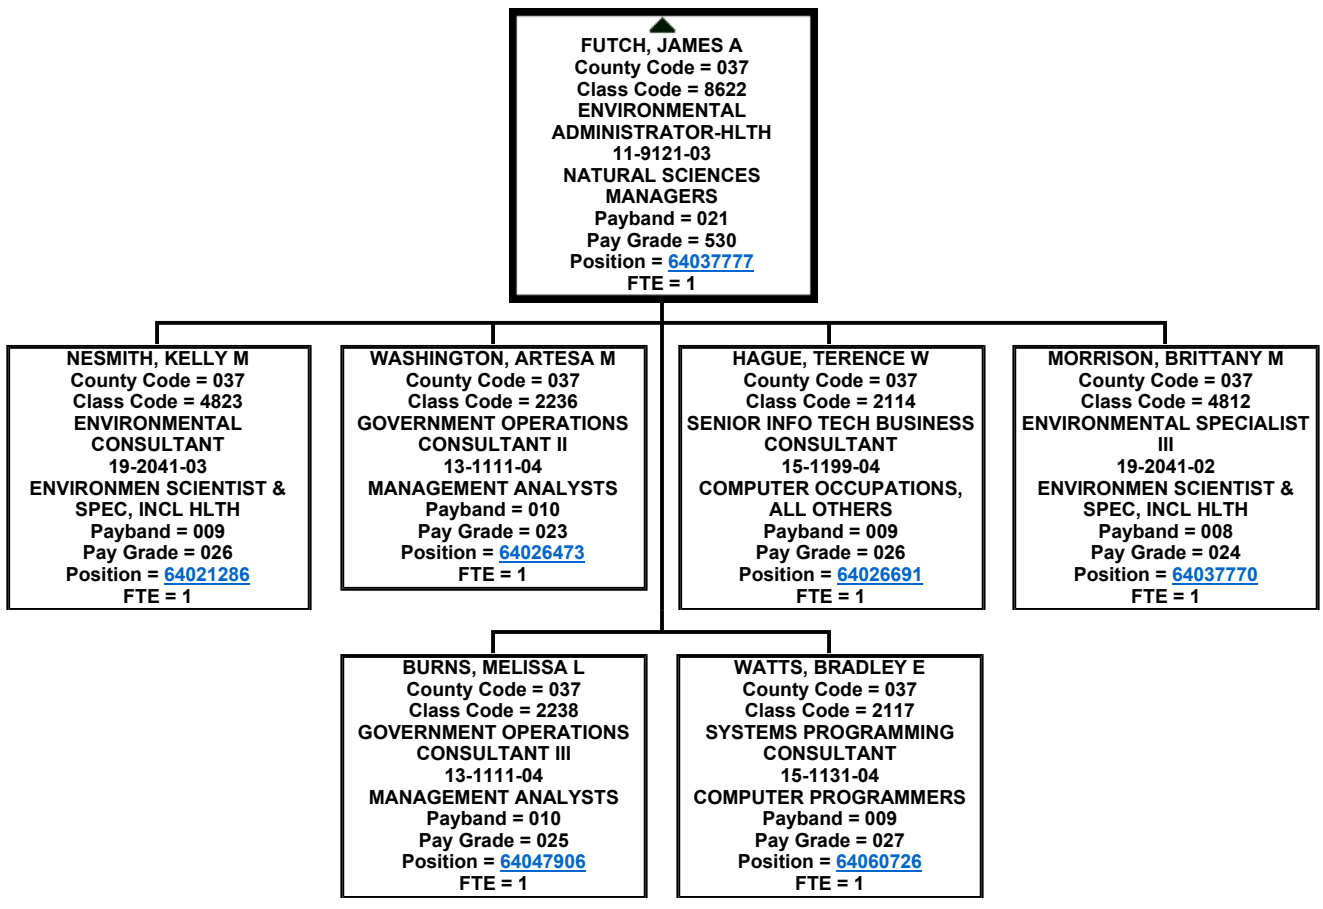 FUTCH, JAMES A
County Code = 037
Class Code = 8622
ENVIRONMENTAL
ADMINISTRATOR-HLTH
11-9121-03
NATURAL SCIENCES
MANAGERS
Payband = 021
Pay Grade = 530
Position = 64037777
FTE = 1
NESMITH, KELLY M
County Code = 037
Class Code = 4823
ENVIRONMENTAL
CONSULTANT
19-2041-03
ENVIRONMEN SCIENTIST &
SPEC, INCL HLTH
Payband = 009
Pay Grade = 026
Position = 64021286
FTE = 1
WASHINGTON, ARTESA M
County Code = 037
Class Code = 2236
GOVERNMENT OPERATIONS
CONSULTANT II
13-1111-04
MANAGEMENT ANALYSTS
Payband = 010
Pay Grade = 023
Position = 64026473
FTE = 1
HAGUE, TERENCE W
County Code = 037
Class Code = 2114
SENIOR INFO TECH BUSINESS
CONSULTANT
15-1199-04
COMPUTER OCCUPATIONS,
ALL OTHERS
Payband = 009
Pay Grade = 026
Position = 64026691
FTE = 1
MORRISON, BRITTANY M
County Code = 037
Class Code = 4812
ENVIRONMENTAL SPECIALIST
III
19-2041-02
ENVIRONMEN SCIENTIST &
SPEC, INCL HLTH
Payband = 008
Pay Grade = 024
Position = 64037770
FTE = 1
BURNS, MELISSA L
County Code = 037
Class Code = 2238
GOVERNMENT OPERATIONS
CONSULTANT III
13-1111-04
MANAGEMENT ANALYSTS
Payband = 010
Pay Grade = 025
Position = 64047906
FTE = 1
WATTS, BRADLEY E
County Code = 037
Class Code = 2117
SYSTEMS PROGRAMMING
CONSULTANT
15-1131-04
COMPUTER PROGRAMMERS
Payband = 009
Pay Grade = 027
Position = 64060726
FTE = 1